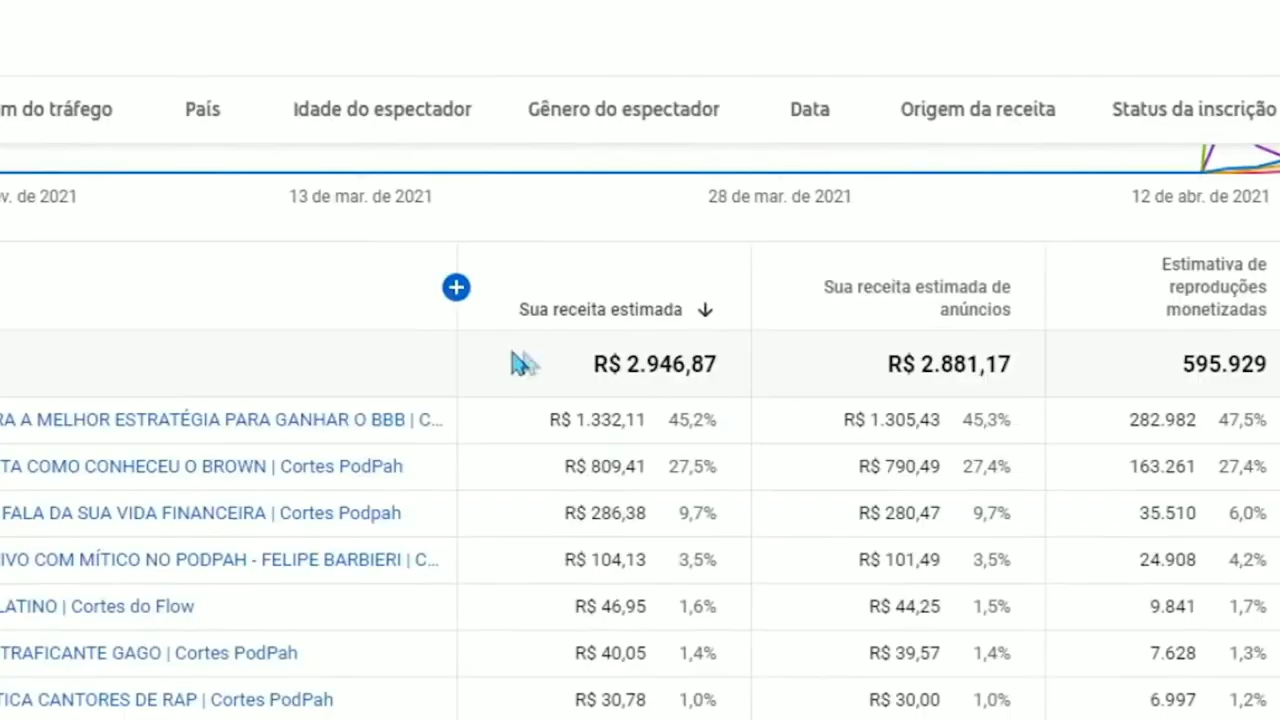 m do tráfego País Idade do espectador Gênero do espectador Data Origem da receita Status da inscrição
ev. de 2021 13 de mar. de 2021 28 de mar. de 2021 12 de abr. de 2021
Sua receita estimada
Sua receita estimada de
anúncios
Estimativa de
reproduções
monetizadas
R$ 2.946,87 R$ 2.881,17 595.929
RA A MELHOR ESTRATÉGIA PARA GANHAR O BBB | C... R$ 1.332,11 45,2% R$ 1.305,43 45,3% 282.982 47,5%
TA COMO CONHECEU O BROWN | Cortes PodPah R$ 809,41 27,5% R$ 790,49 27,4% 163.261 27,4%
FALA DA SUA VIDA FINANCEIRA | Cortes Podpah R$ 286,38 9,7% R$ 280,47 9,7% 35.510 6,0%
IVO COM MÍTICO NO PODPAH - FELIPE BARBIERI | C... R$ 104,13 3,5% R$ 101,49 3,5% 24.908 4,2%
LATINO | Cortes do Flow R$ 46,95 1,6% R$ 44,25 1,5% 9.841 1,7%
TRAFICANTE GAGO | Cortes PodPah R$ 40,05 1,4% R$ 39,57 1,4% 7.628 1,3%
TICA CANTORES DE RAP | Cortes PodPah R$ 30,78 1,0% R$ 30,00 1,0% 6.997 1,2%